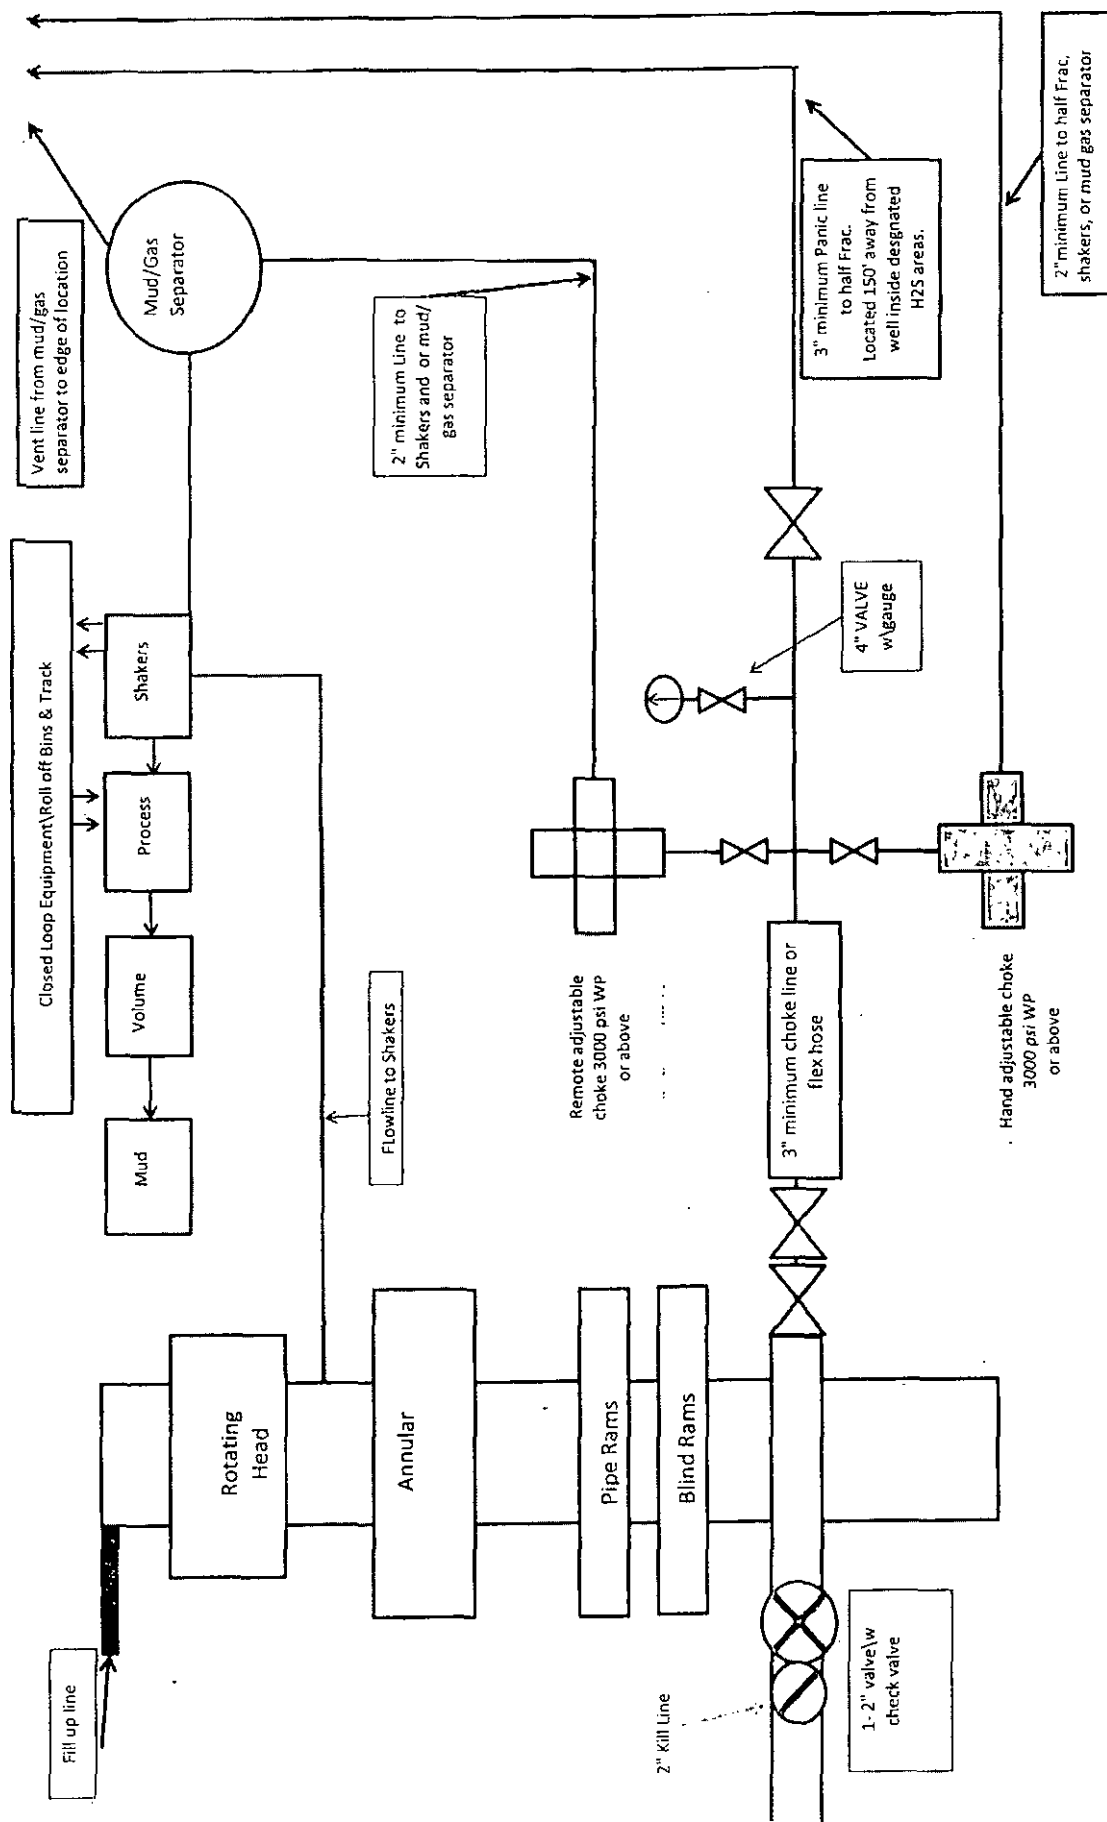 Fill up line
Rotating
Head
Annular
Pipe Rams
Blind Rams
2" Kill Line
1- 2" valve\w
check valve
Closed Loop Equipment\Roll off Bins & Track
Mud
Volume
Process
Shakers
FLowline to Shakers
Vent line from mud/gas
separator to edge of location
Mud/Gas
Separator
2" minimum Line to
Shakers and or mud/
gas separator
Remote adjustable
choke 3000 psi WP
or above
3" minimum choke line or
flex hose
4" VALVE
w\gauge
3" minimum Panic line
to half Frac.
Located 150' away from
well inside desgnated
H2S areas.
Hand adjustable choke
3000 psi WP
or above
2"minimum Line to half Frac,
shakers, or mud gas separator